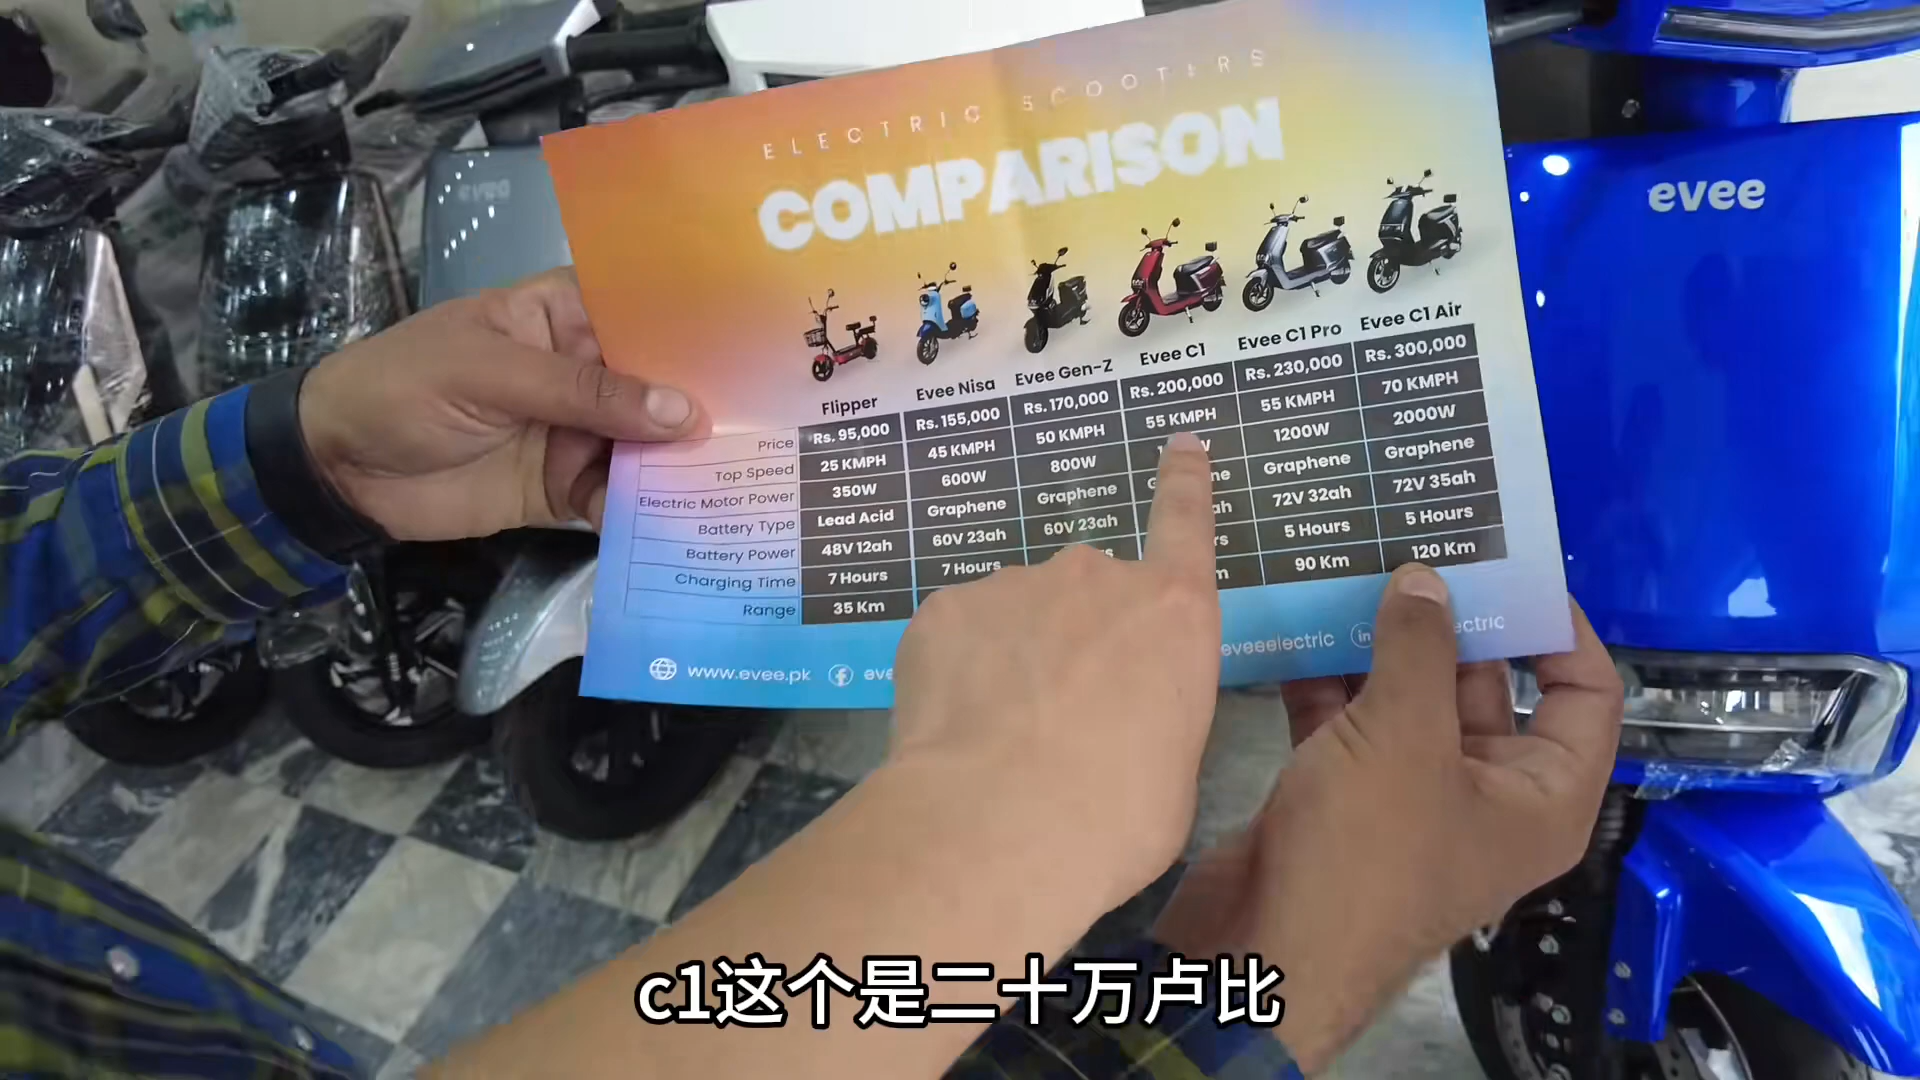 ELECTRIC SCOOTERS
COMPARISON
evee
evee
Flipper Evee Nisa Evee Gen-Z Evee C1 Evee C1 Pro Evee C1 Air
Price Rs. 95,000 Rs. 155,000 Rs. 170,000 Rs. 200,000 Rs. 230,000 Rs. 300,000
Top Speed 25 KMPH 45 KMPH 50 KMPH 55 KMPH 55 KMPH 70 KMPH
Electric Motor Power 350W 600W 800W 1200W 2000W
Battery Type Lead Acid Graphene Graphene Graphene Graphene
Battery Power 48V 12ah 60V 23ah 60V 23ah 72V 32ah 72V 35ah
Charging Time 7 Hours 7 Hours 5 Hours 5 Hours
Range 35 Km 90 Km 120 Km
www.evee.pk eveeelectric in
c1这个是二十万卢比